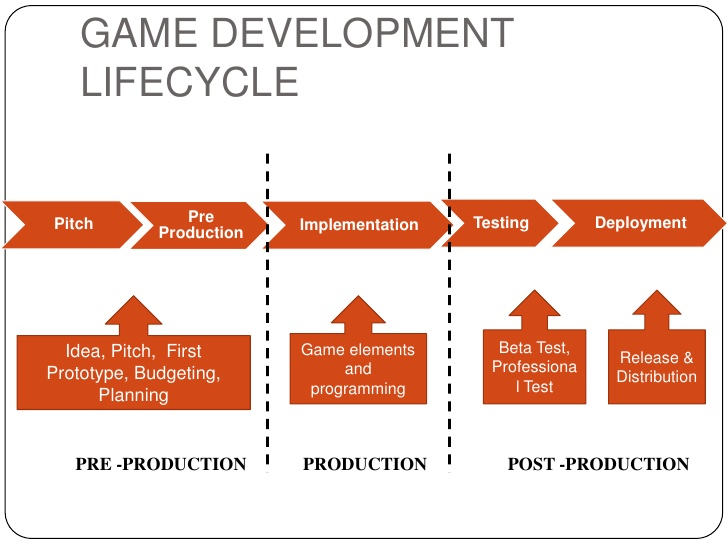 GAME DEVELOPMENT
LIFECYCLE
Pitch
Pre
Production
Implementation
Testing
Deployment
Idea, Pitch, First
Prototype, Budgeting,
Planning
Game elements
and
programming
Beta Test,
Professiona
l Test
Release &
Distribution
PRE -PRODUCTION
PRODUCTION
POST -PRODUCTION